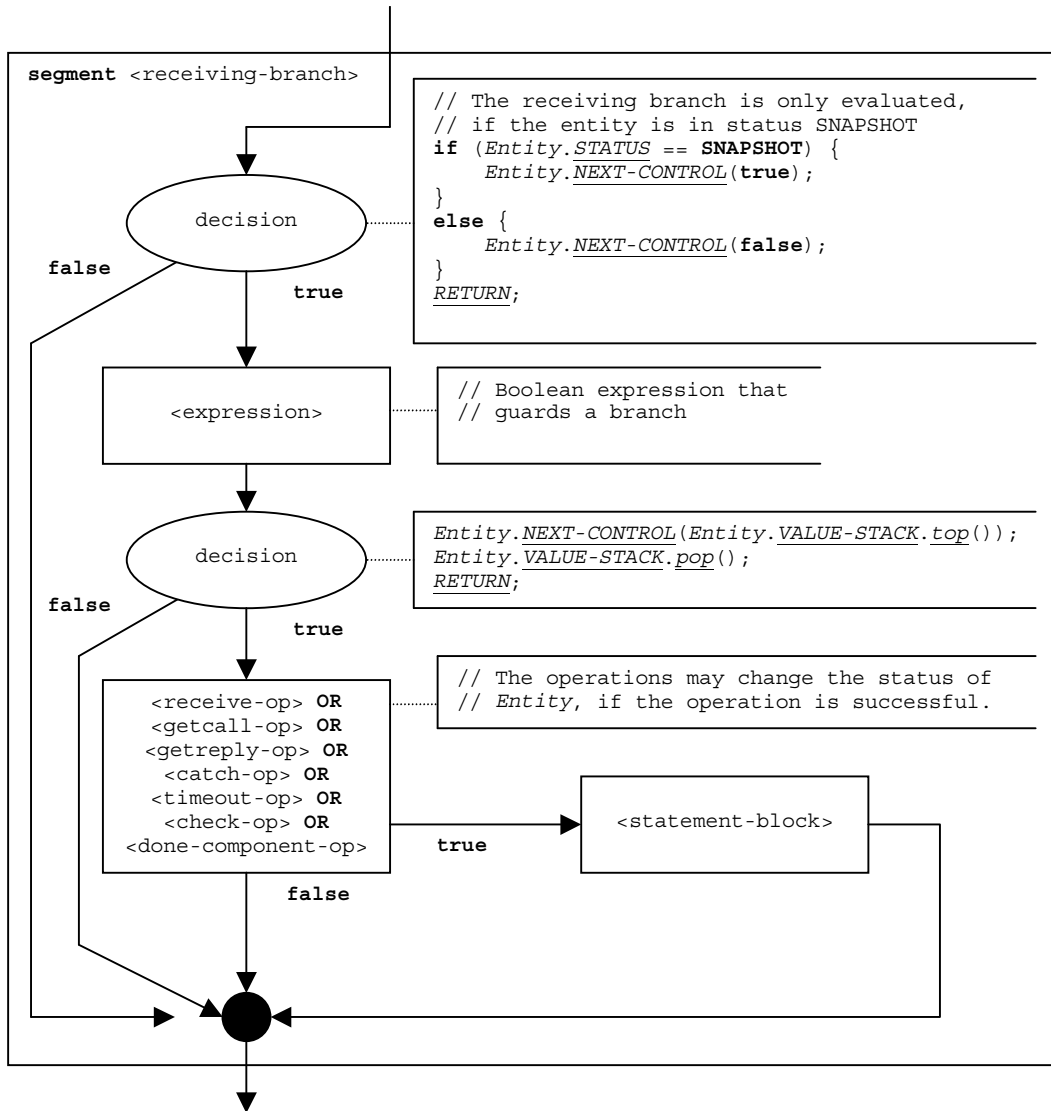 segment <receiving-branch>
// The receiving branch is only evaluated,
// if the entity is in status SNAPSHOT
if (Entity.STATUS == SNAPSHOT) {
Entity.NEXT-CONTROL(true);
}
else {
Entity.NEXT-CONTROL(false);
}
RETURN;
decision
false
true
<expression>
// Boolean expression that
// guards a branch
decision
Entity.NEXT-CONTROL(Entity.VALUE-STACK.top());
Entity.VALUE-STACK.pop();
RETURN;
false
true
<receive-op> OR
<getcall-op> OR
<getreply-op> OR
<catch-op> OR
<timeout-op> OR
<check-op> OR
<done-component-op>
// The operations may change the status of
// Entity, if the operation is successful.
true
<statement-block>
false